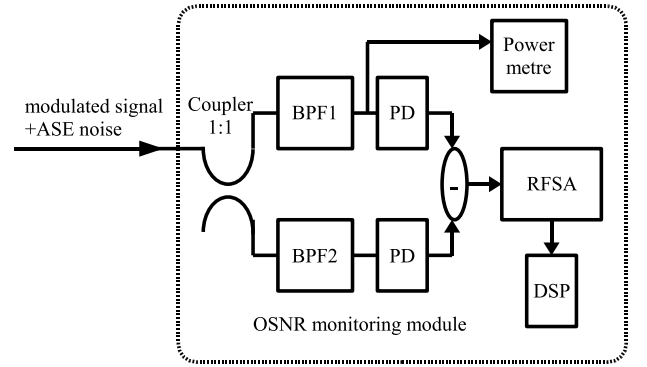 modulated signal
+ASE noise
Coupler
1:1
BPF1
PD
Power
metre
-
RFSA
BPF2
PD
DSP
OSNR monitoring module